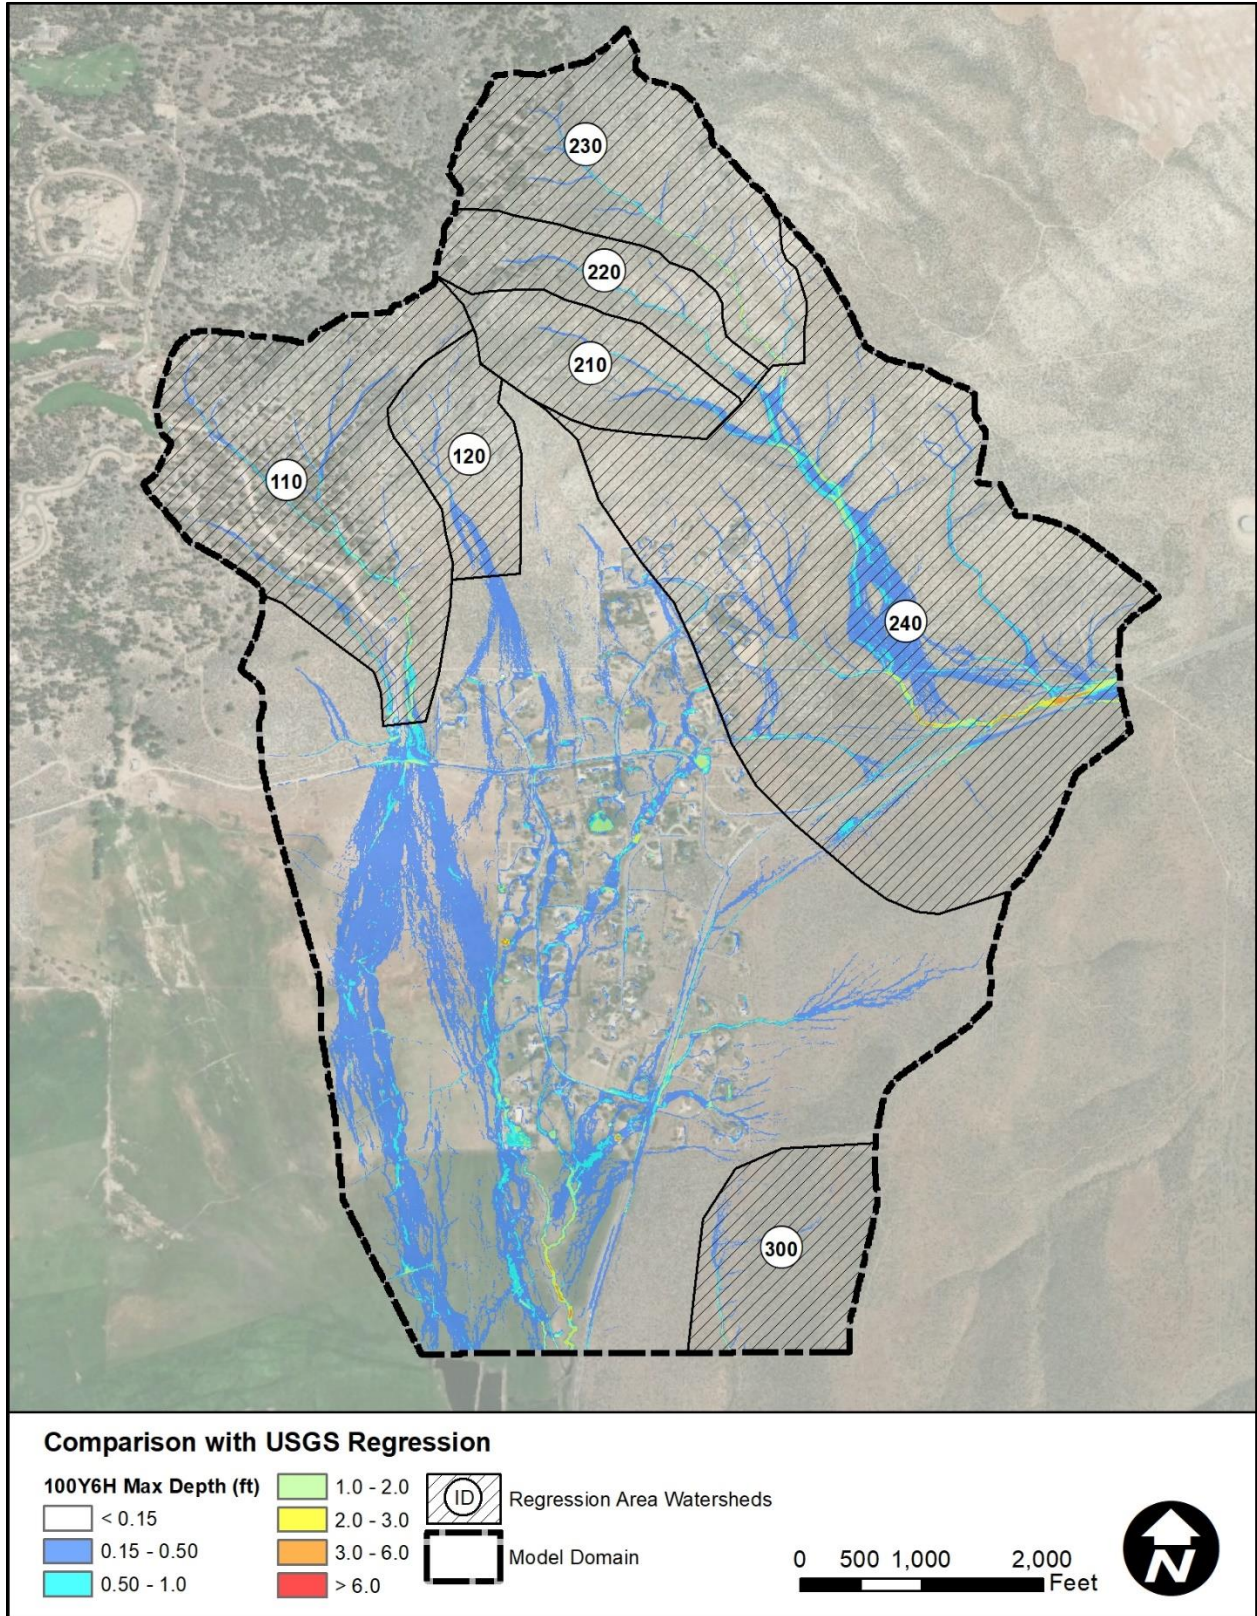 230
220
210
120
110
240
300
Comparison with USGS Regression
100Y6H Max Depth (ft)
< 0.15
0.15 - 0.50
0.50 - 1.0
1.0 - 2.0
2.0 - 3.0
3.0 - 6.0
> 6.0
ID Regression Area Watersheds
Model Domain
0 500 1,000 2,000
Feet
N